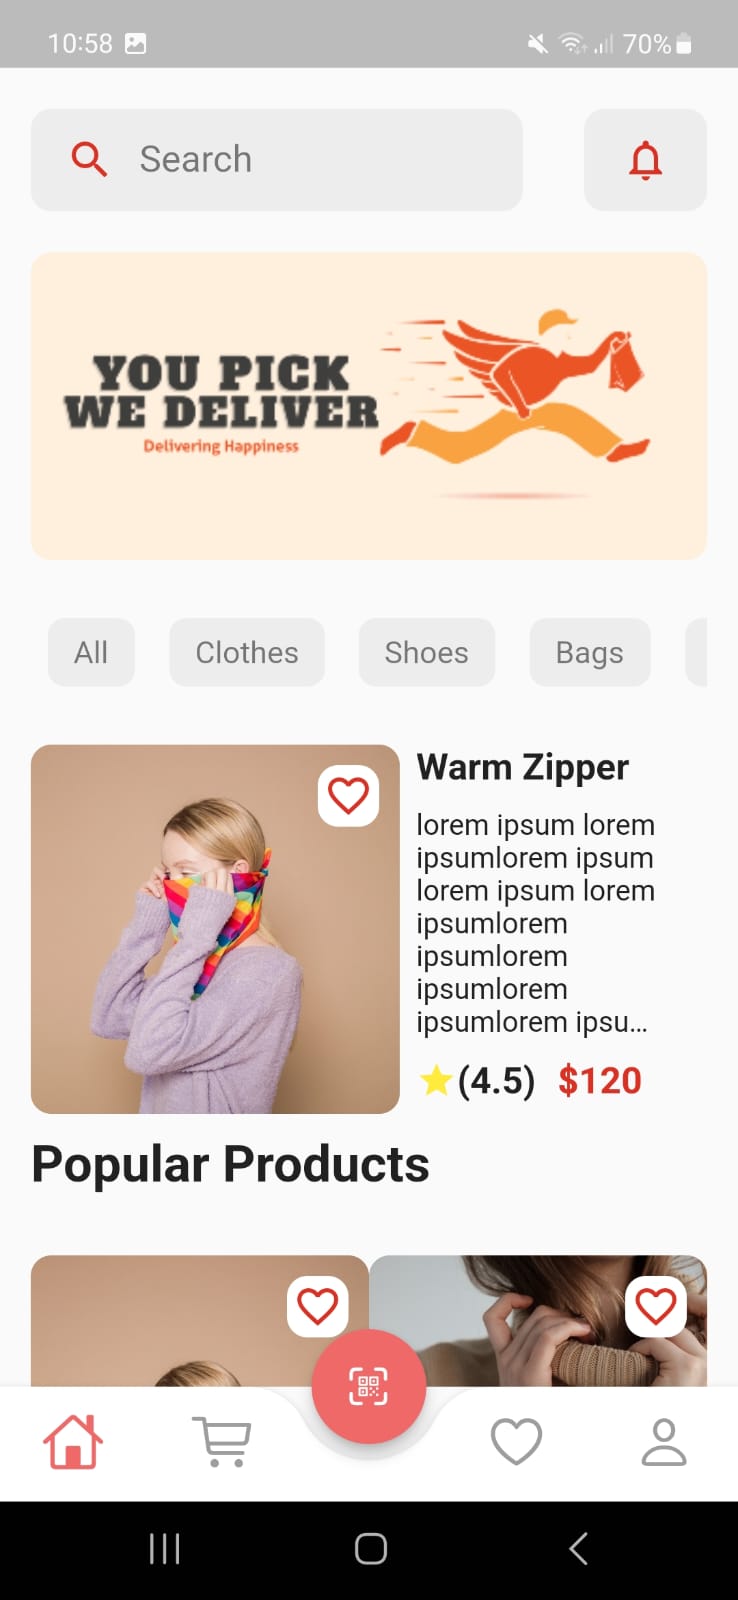 10:58
70%
Search
YOU PICK
WE DELIVER
Delivering Happiness
All
Clothes
Shoes
Bags
Warm Zipper
lorem ipsum lorem
ipsumlorem ipsum
lorem ipsum lorem
ipsumlorem
ipsumlorem
ipsumlorem
ipsumlorem ipsu...
(4.5) $120
Popular Products